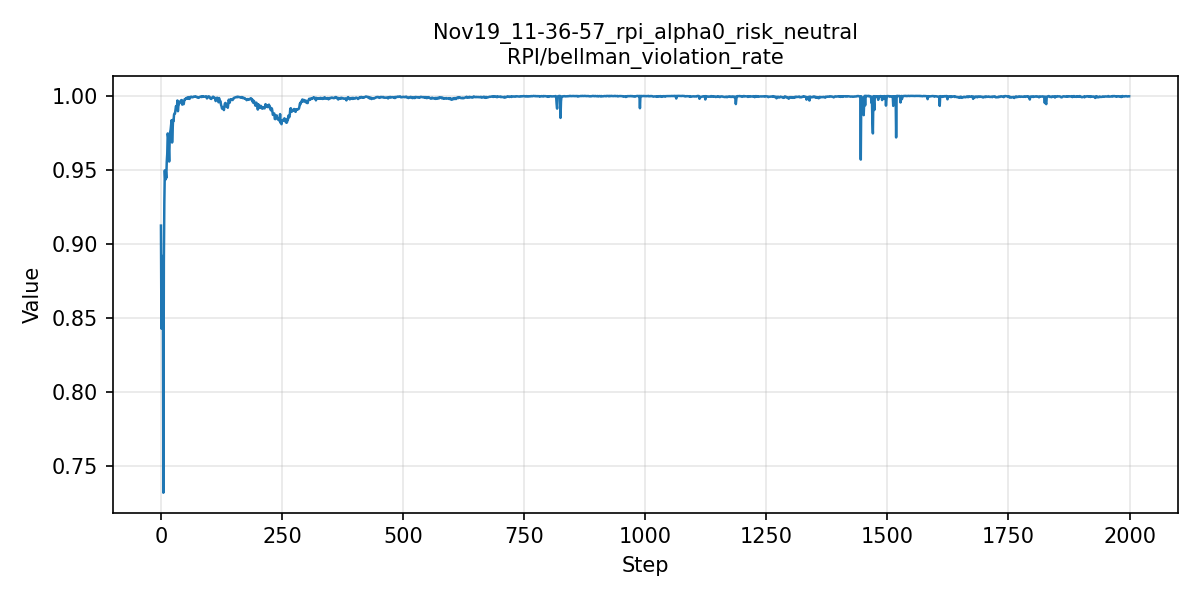 Nov19_11-36-57_rpi_alpha0_risk_neutral
RPI/bellman_violation_rate
Value
1.00
0.95
0.90
0.85
0.80
0.75
0 250 500 750 1000 1250 1500 1750 2000
Step